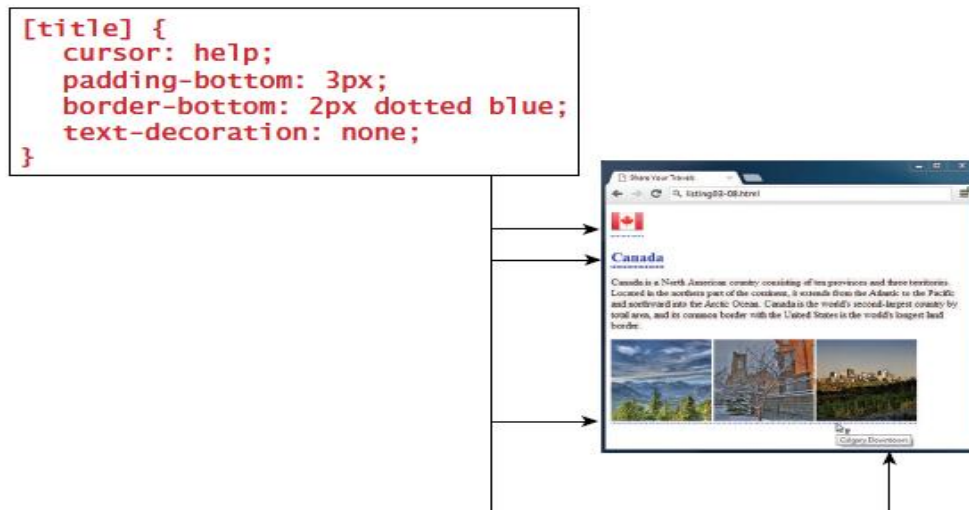 [title] {
cursor: help;
padding-bottom: 3px;
border-bottom: 2px dotted blue;
text-decoration: none;
}
Share Your Travels
listing03-08.html
Canada
Canada is a North American country consisting of ten provinces and three territories.
Located in the northern part of the continent, it extends from the Atlantic to the Pacific
and northward into the Arctic Ocean. Canada is the world's second-largest country by
total area, and its common border with the United States is the world's longest land
border.
Calgary Downtown